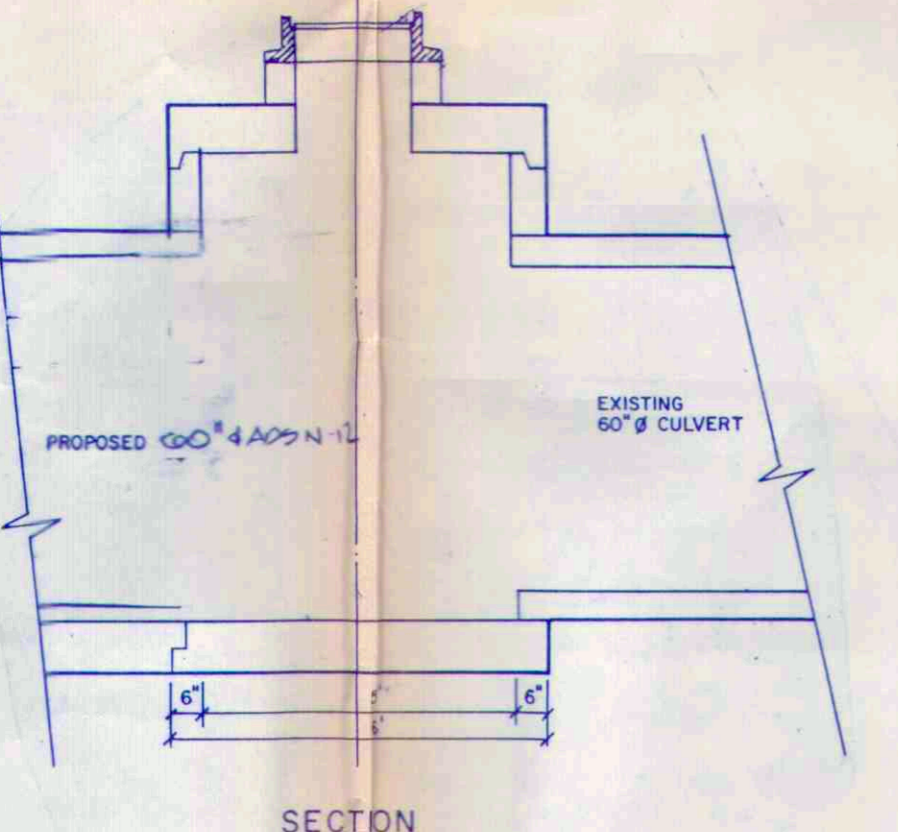 EXISTING
60" Ø CULVERT
PROPOSED 60" ADS N-12
6" 5' 6"
6'
SECTION